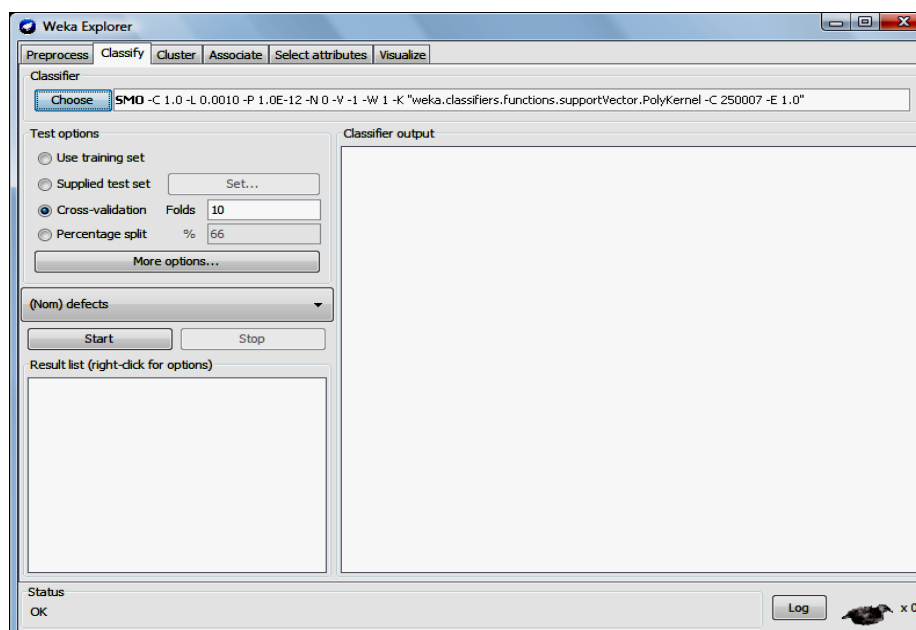 Weka Explorer
Preprocess Classify Cluster Associate Select attributes Visualize
Classifier
Choose SMO -C 1.0 -L 0.0010 -P 1.0E-12 -N 0 -V -1 -W 1 -K "weka.classifiers.functions.supportVector.PolyKernel -C 250007 -E 1.0"
Test options
Use training set
Supplied test set Set...
Cross-validation Folds 10
Percentage split % 66
More options...
(Nom) defects
Start Stop
Result list (right-click for options)
Classifier output
Status
OK
Log x 0